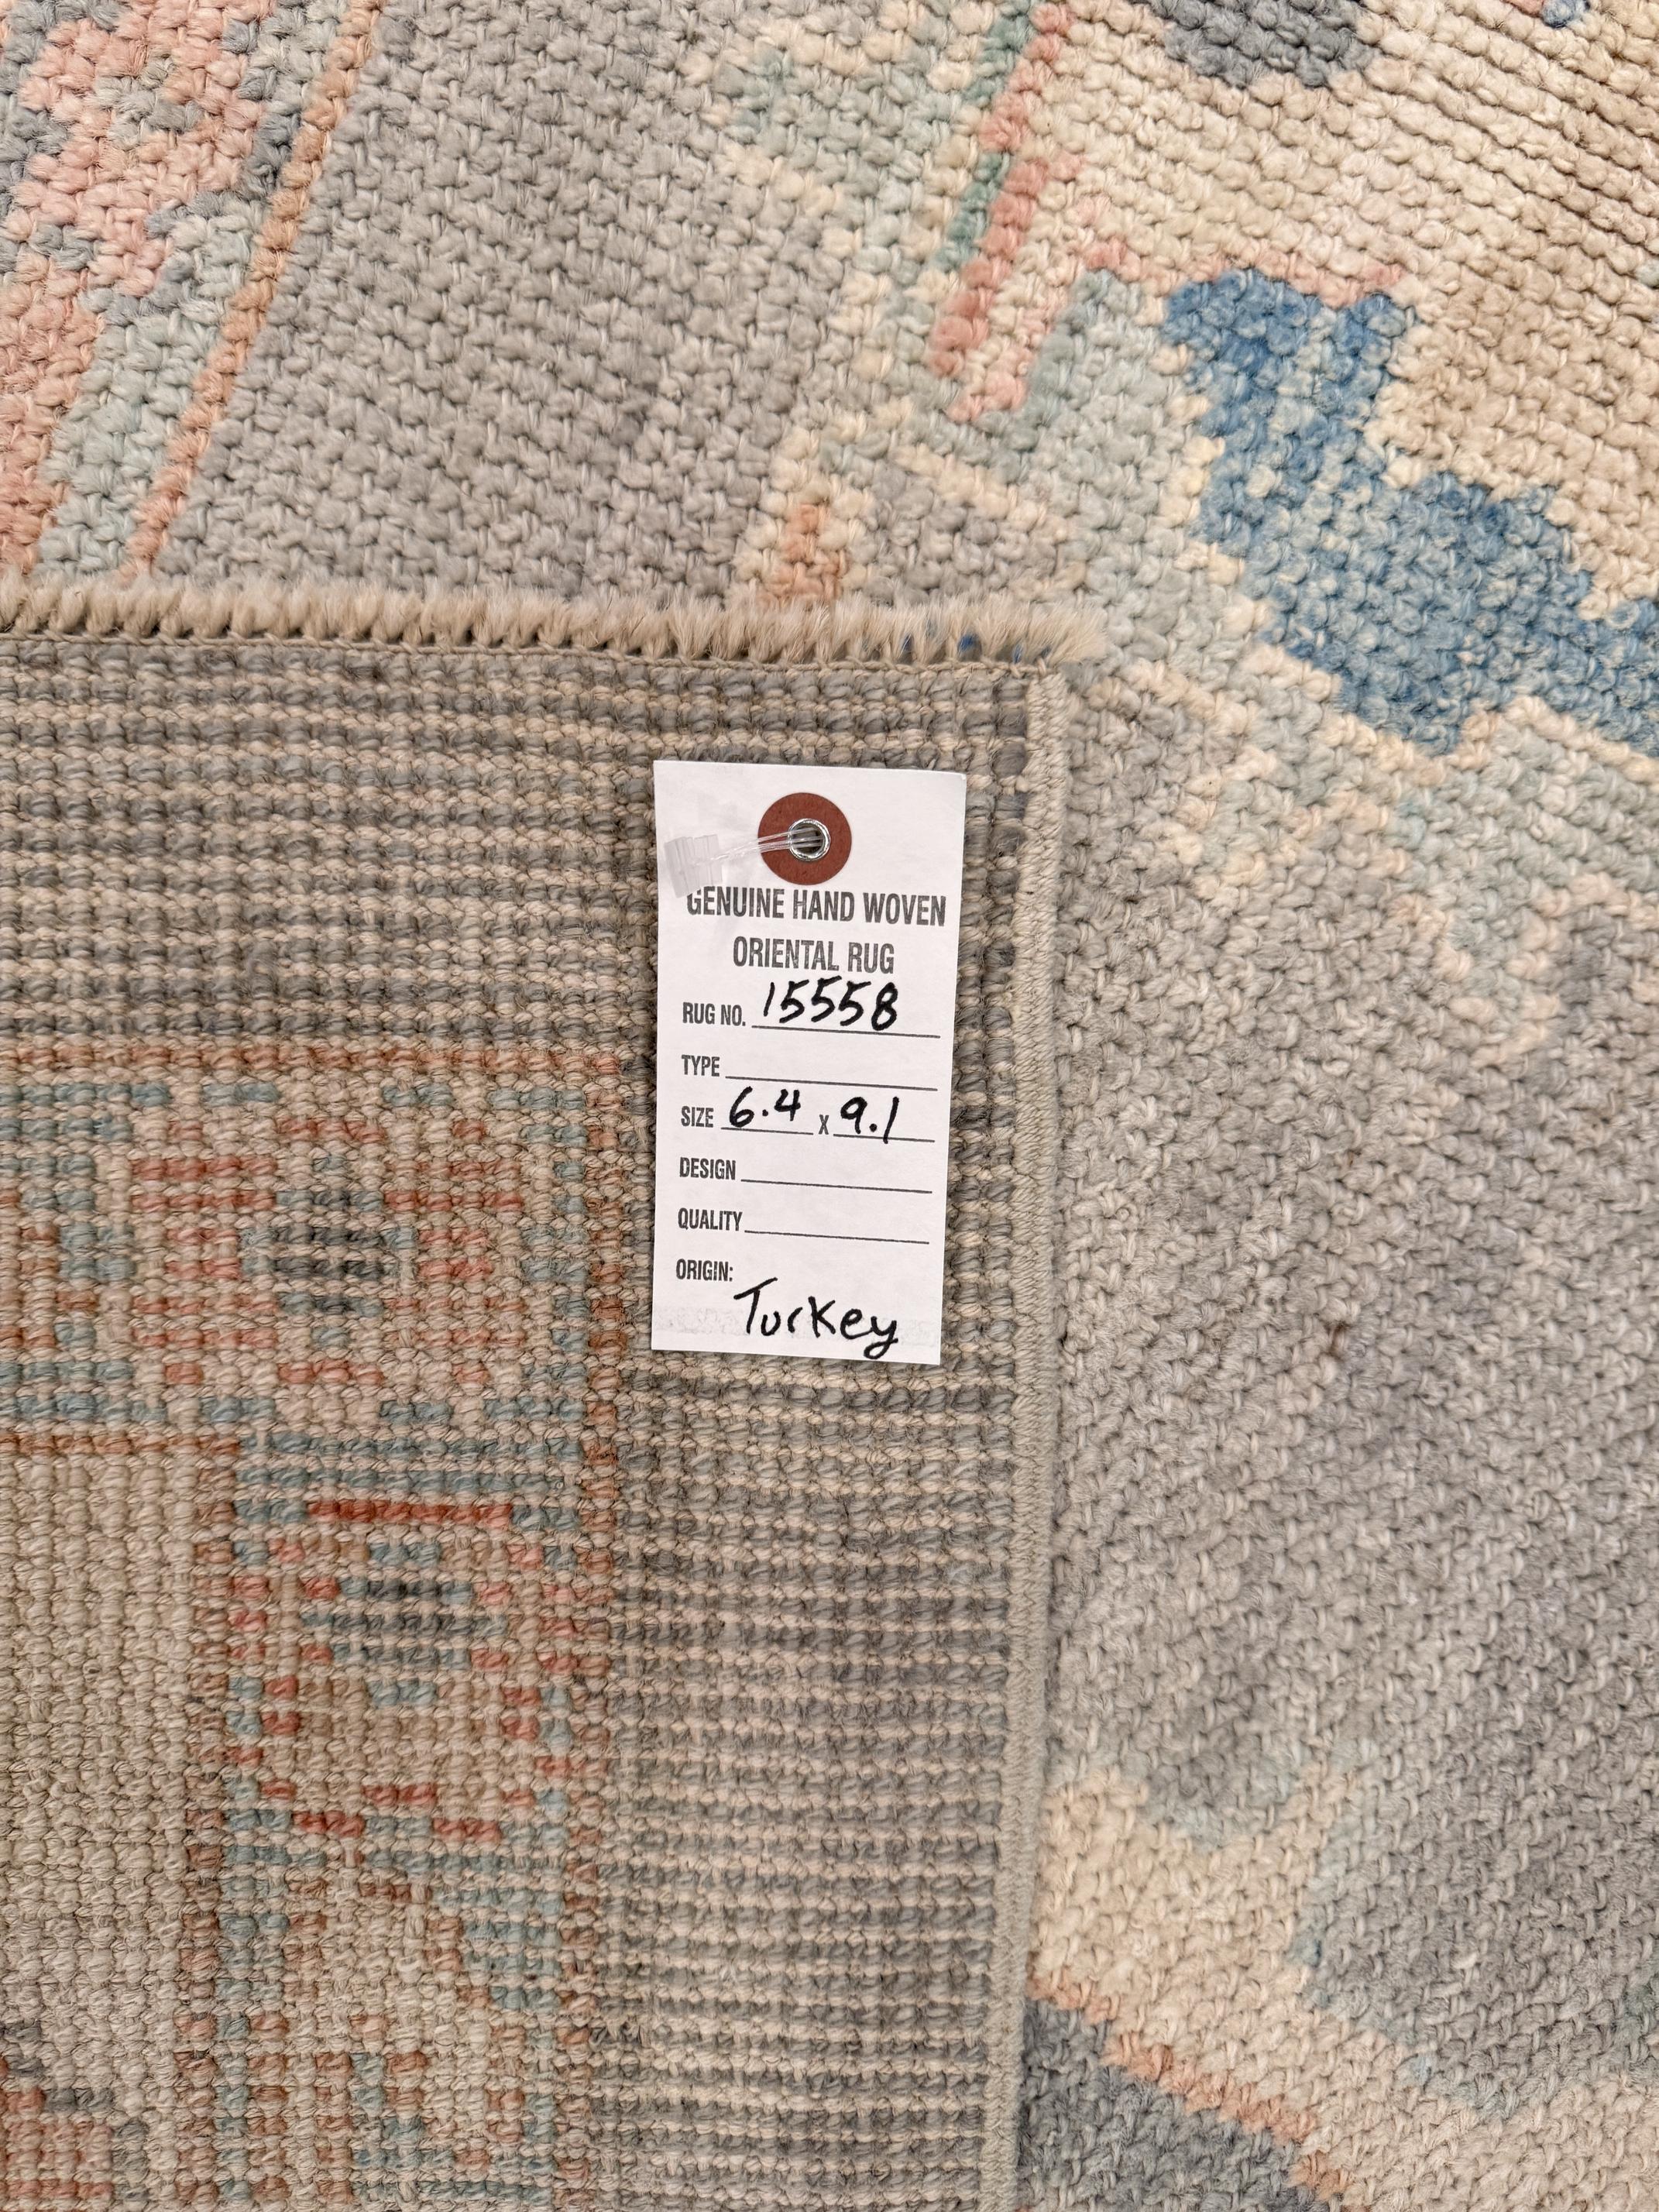 GENUINE HAND WOVEN
ORIENTAL RUG
RUG NO. 15558
TYPE
SIZE 6.4 x 9.1
DESIGN
QUALITY
ORIGIN:
Turkey